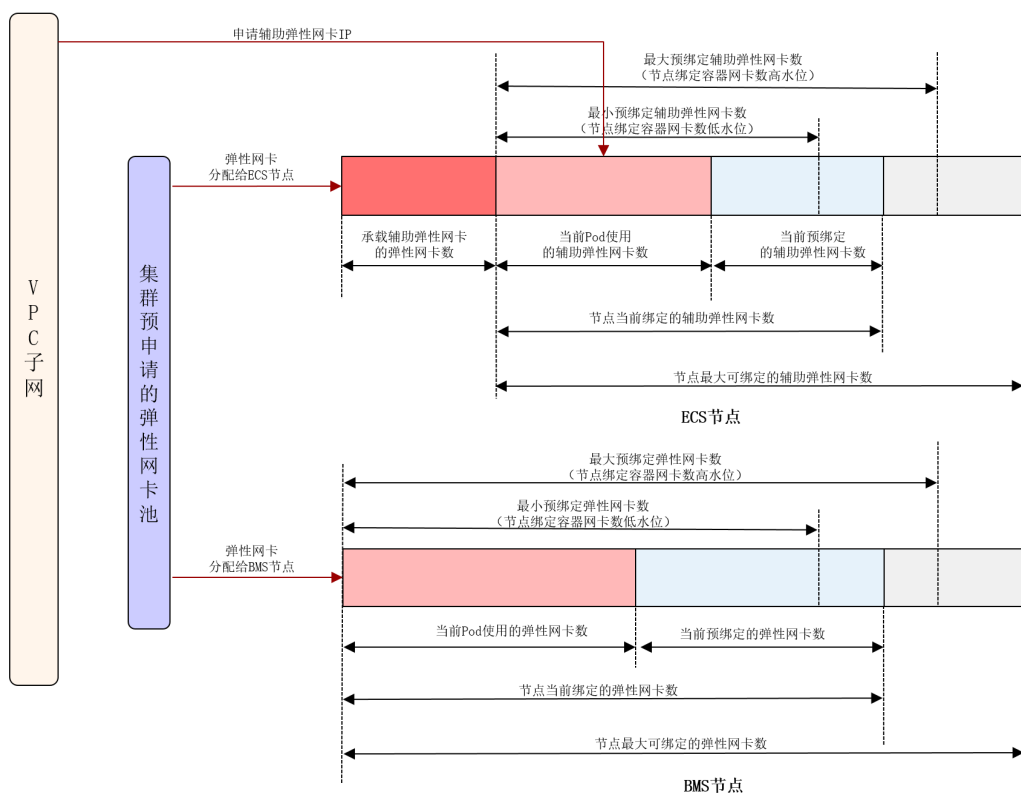 VPC子网
集群预申请的弹性网卡池
申请辅助弹性网卡IP
最大预绑定辅助弹性网卡数
（节点绑定容器网卡数高水位）
最小预绑定辅助弹性网卡数
（节点绑定容器网卡数低水位）
弹性网卡
分配给ECS节点
承载辅助弹性网卡
的弹性网卡数
当前Pod使用
的辅助弹性网卡数
当前预绑定
的辅助弹性网卡数
节点当前绑定的辅助弹性网卡数
节点最大可绑定的辅助弹性网卡数
ECS节点
最大预绑定弹性网卡数
（节点绑定容器网卡数高水位）
最小预绑定弹性网卡数
（节点绑定容器网卡数低水位）
弹性网卡
分配给BMS节点
当前Pod使用的弹性网卡数
当前预绑定的弹性网卡数
节点当前绑定的弹性网卡数
节点最大可绑定的弹性网卡数
BMS节点